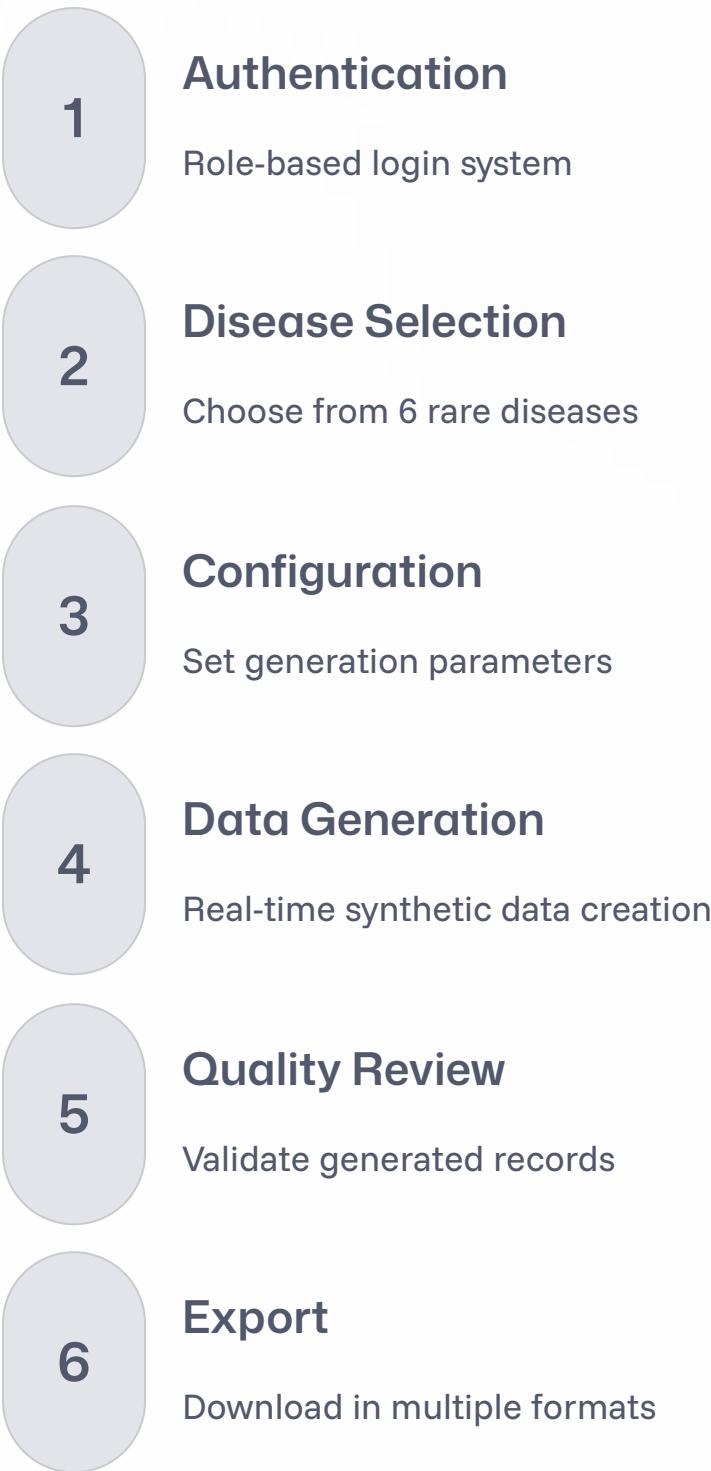 1
Authentication
Role-based login system
2
Disease Selection
Choose from 6 rare diseases
3
Configuration
Set generation parameters
4
Data Generation
Real-time synthetic data creation
5
Quality Review
Validate generated records
6
Export
Download in multiple formats